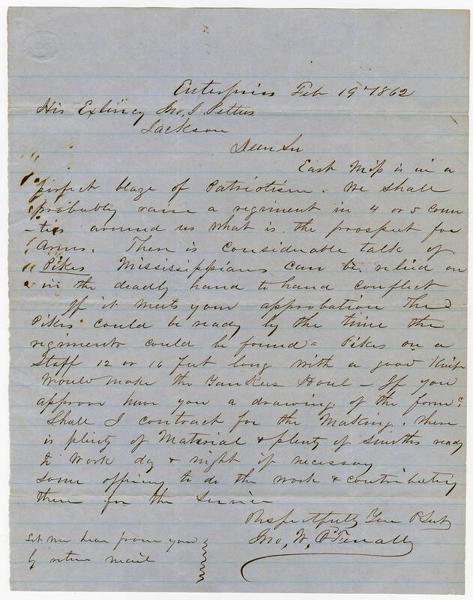 Enterprise Feb 19th 1862
His Exlincy Jno, J. Pettus
Jackson
Dear Sir
East Miss is in a
perfect blaze of Patriotism. We Shall
probably raise a regiment in 4 or 5 Coun
-ties around us what is the prospect for
Arms. There is considerable talk of
Pikes Mississippians can be relied on
in the deadly hand to hand conflict
If it meets your approbation the
Pikes could be ready by the time the
regiment could be found - Pikes on a
Staff 12 or 16 feet long with a good Knife
Would make the Yankees Howl - If you
approve have you a drawing of the form?
Shall I contract for the Making. There
is plenty of Material & plenty of Smiths ready
to work day & night if necessary
Some offering to do the work & contributing
them for the Service
Respectfully Your Obt Svt
Jno, W, O'Ferrall
Let me hear from you
by return mail